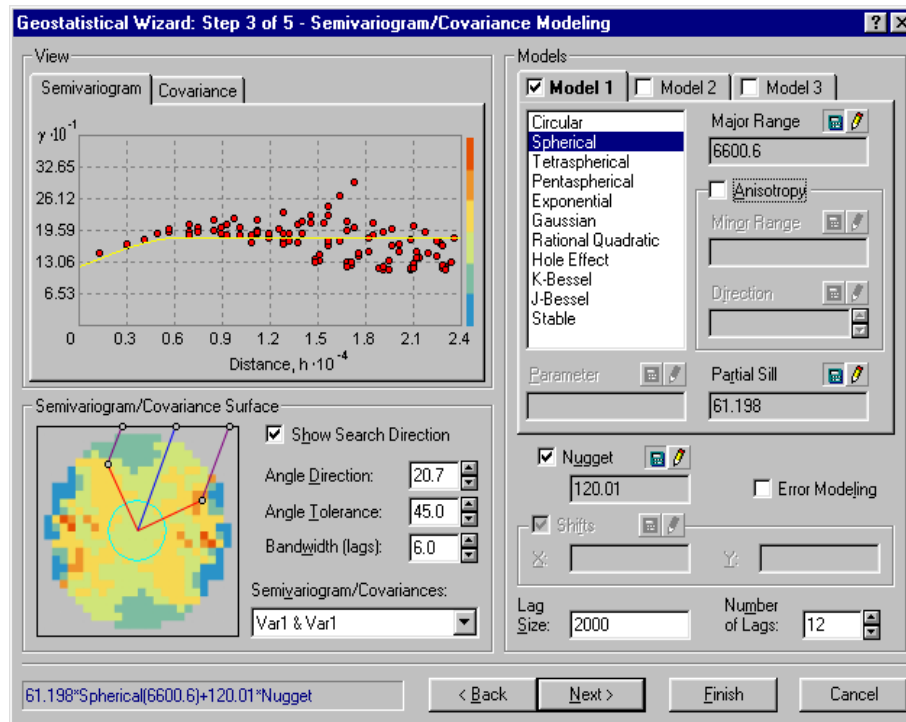 Geostatistical Wizard: Step 3 of 5 - Semivariogram/Covariance Modeling
View
Semivariogram
Covariance
γ·10⁻¹
32.65
26.12
19.59
13.06
6.53
0 0.3 0.6 0.9 1.2 1.5 1.8 2.1 2.4
Distance, h·10⁻⁴
Semivariogram/Covariance Surface
Show Search Direction
Angle Direction: 20.7
Angle Tolerance: 45.0
Bandwidth (lags): 6.0
Semivariogram/Covariances:
Var1 & Var1
Models
Model 1
Model 2
Model 3
Circular
Spherical
Tetraspherical
Pentaspherical
Exponential
Gaussian
Rational Quadratic
Hole Effect
K-Bessel
J-Bessel
Stable
Major Range
6600.6
Anisotropy
Minor Range
Direction
Parameter
Partial Sill
61.198
Nugget
120.01
Error Modeling
Shifts
X:
Y:
Lag Size: 2000
Number of Lags: 12
61.198*Spherical(6600.6)+120.01*Nugget
< Back
Next >
Finish
Cancel